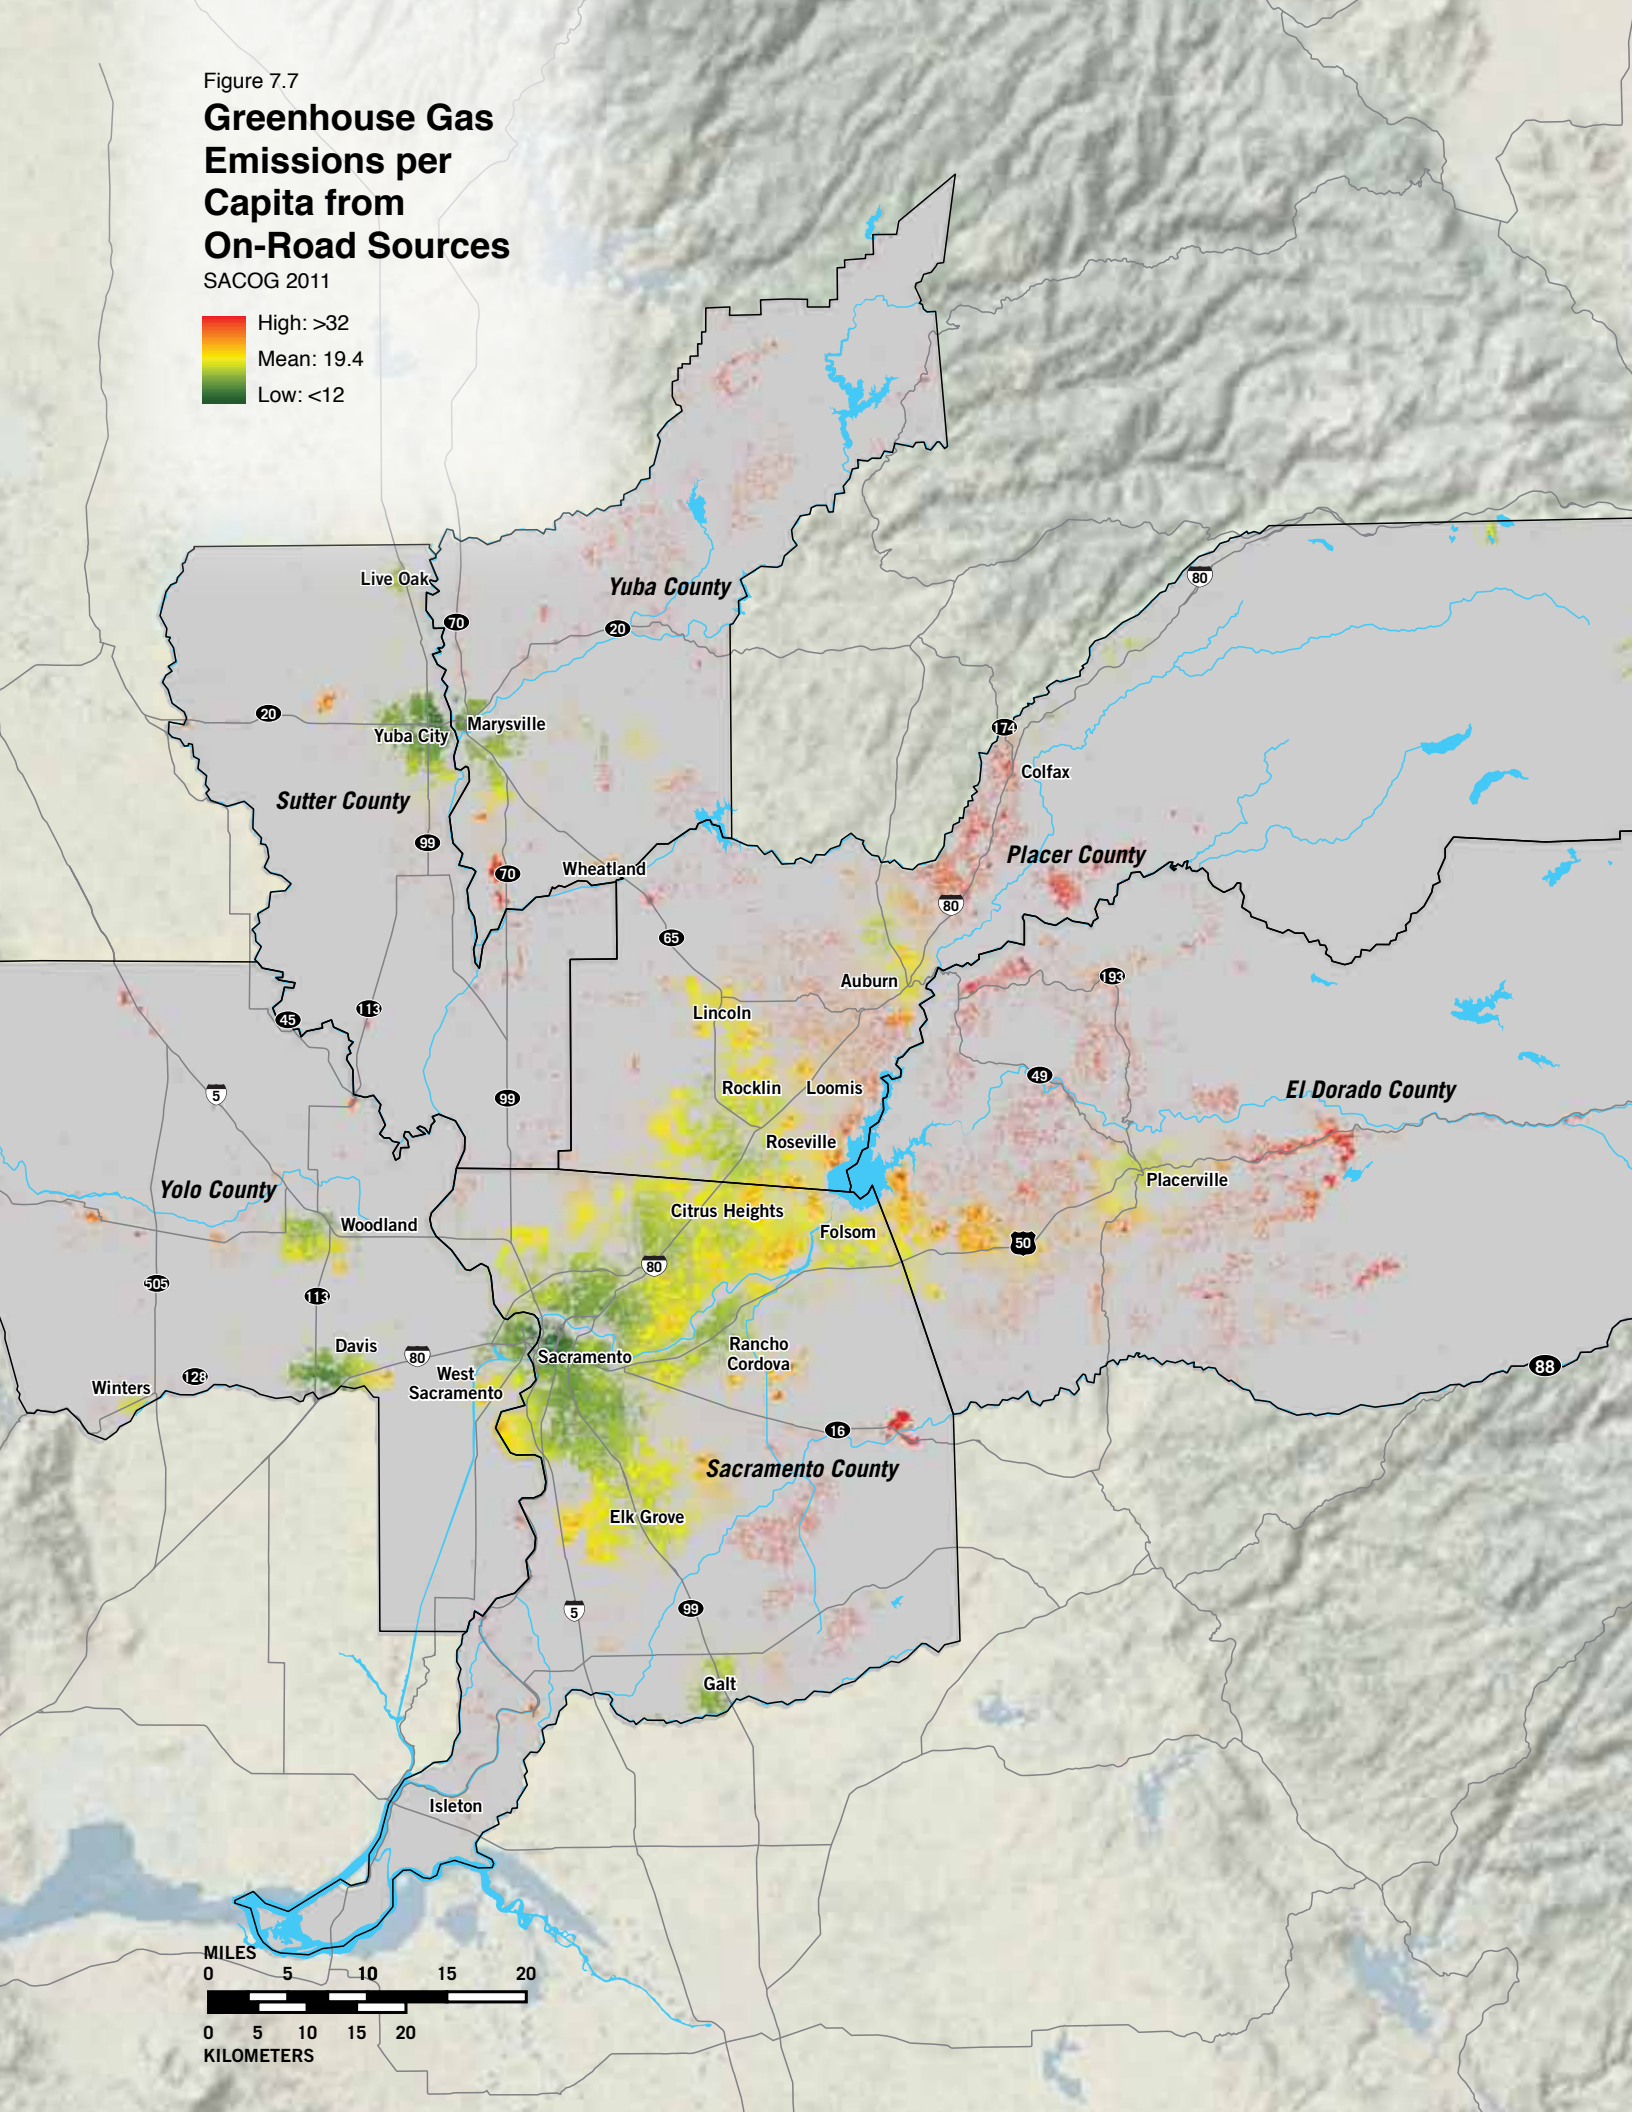 Figure 7.7
Greenhouse Gas
Emissions per
Capita from
On-Road Sources
SACOG 2011
High: >32
Mean: 19.4
Low: <12
80
Live Oak
Yuba County
70
20
20
Marysville
Yuba City
174
Colfax
Sutter County
99
Placer County
Wheatland
70
80
65
Auburn
193
Lincoln
45
113
49
5
99
Rocklin
Loomis
El Dorado County
Roseville
Placerville
Yolo County
Woodland
Citrus Heights
Folsom
50
80
505
113
Davis
80
Sacramento
Rancho
Cordova
West
Sacramento
128
Winters
88
16
Sacramento County
Elk Grove
5
99
Galt
Isleton
MILES
0 5 10 15 20
0 5 10 15 20
KILOMETERS